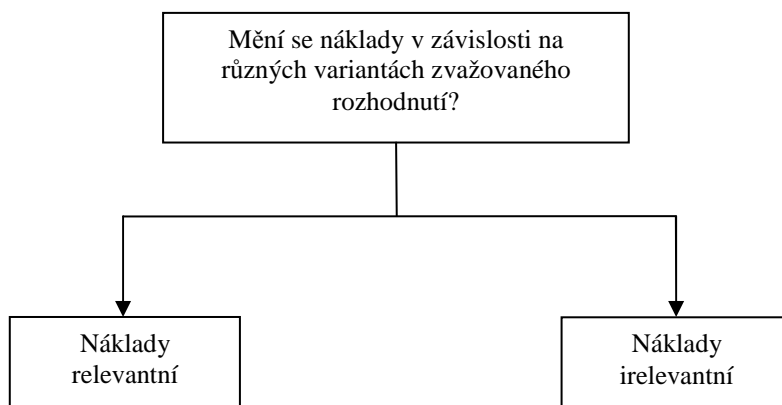 Mění se náklady v závislosti na
různých variantách zvažovaného
rozhodnutí?
Náklady
relevantní
Náklady
irelevantní